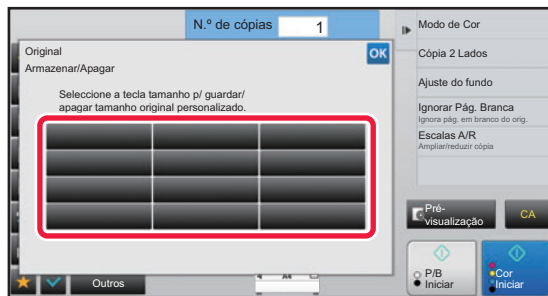 N.º de cópias
1
Original
OK
Armazenar/Apagar
Seleccione a tecla tamanho p/ guardar/
apagar tamanho original personalizado.
Outros
A4
Modo de Cor
Cópia 2 Lados
Ajuste do fundo
Ignorar Pág. Branca
Ignora pág. em branco do orig.
Escalas A/R
Ampliar/reduzir cópia
Pré-
visualização
CA
P/B
Iniciar
Cor
Iniciar